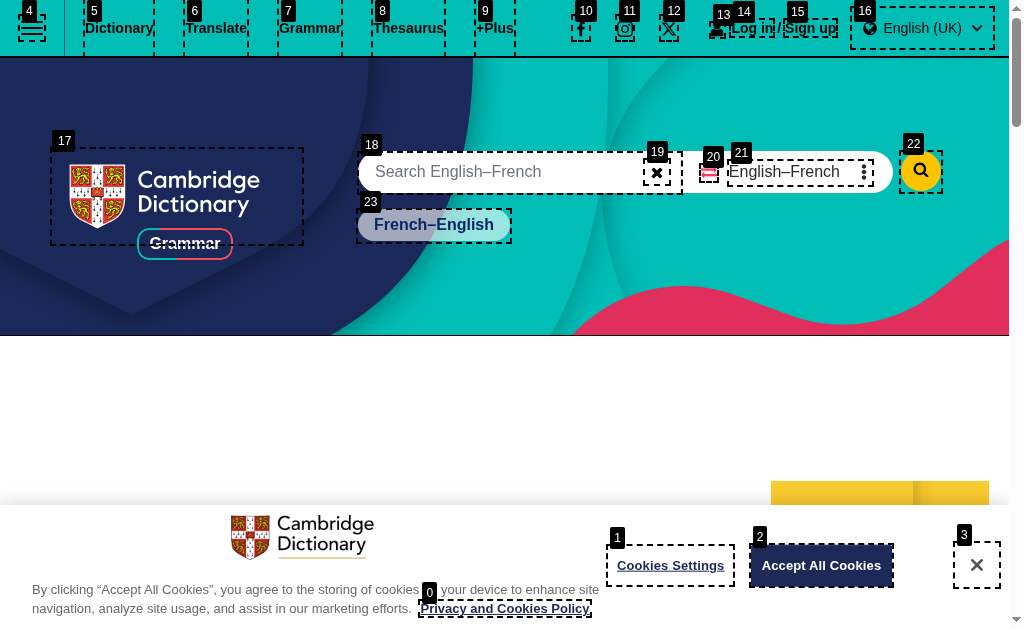 4 5 6 7 8 9 10 11 12 13 14 15 16
Dictionary Translate Grammar Thesaurus +Plus Log in / Sign up English (UK)
17 18 19 20 21 22
Cambridge
Dictionary
Grammar
Search English–French English–French
23
French–English
Cambridge
Dictionary
1 2 3
Cookies Settings Accept All Cookies
By clicking “Accept All Cookies”, you agree to the storing of cookies your device to enhance site
0
navigation, analyze site usage, and assist in our marketing efforts. Privacy and Cookies Policy